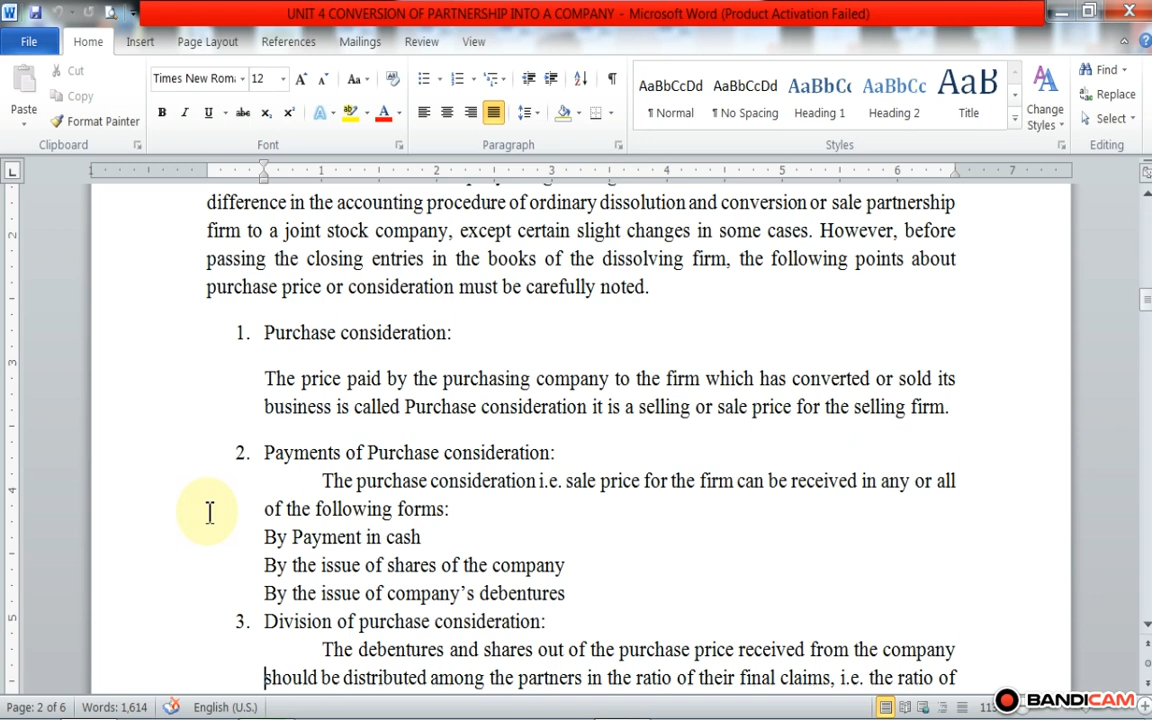 UNIT 4 CONVERSION OF PARTNERSHIP INTO A COMPANY - Microsoft Word (Product Activation Failed)
File Home Insert Page Layout References Mailings Review View
Paste
Cut
Copy
Format Painter
Clipboard
Times New Rom 12
Font
Paragraph
AaBbCcDd AaBbCcDd AaBbCc AaBbCc AaB
¶ Normal ¶ No Spacing Heading 1 Heading 2 Title
Change Styles
Styles
Find
Replace
Select
Editing
1 1 2 3 4 5 6 7
difference in the accounting procedure of ordinary dissolution and conversion or sale partnership
firm to a joint stock company, except certain slight changes in some cases. However, before
passing the closing entries in the books of the dissolving firm, the following points about
purchase price or consideration must be carefully noted.
1. Purchase consideration:
The price paid by the purchasing company to the firm which has converted or sold its
business is called Purchase consideration it is a selling or sale price for the selling firm.
2. Payments of Purchase consideration:
The purchase consideration i.e. sale price for the firm can be received in any or all
of the following forms:
By Payment in cash
By the issue of shares of the company
By the issue of company's debentures
3. Division of purchase consideration:
The debentures and shares out of the purchase price received from the company
should be distributed among the partners in the ratio of their final claims, i.e. the ratio of
Page: 2 of 6 Words: 1,614 English (U.S.)
BANDICAM